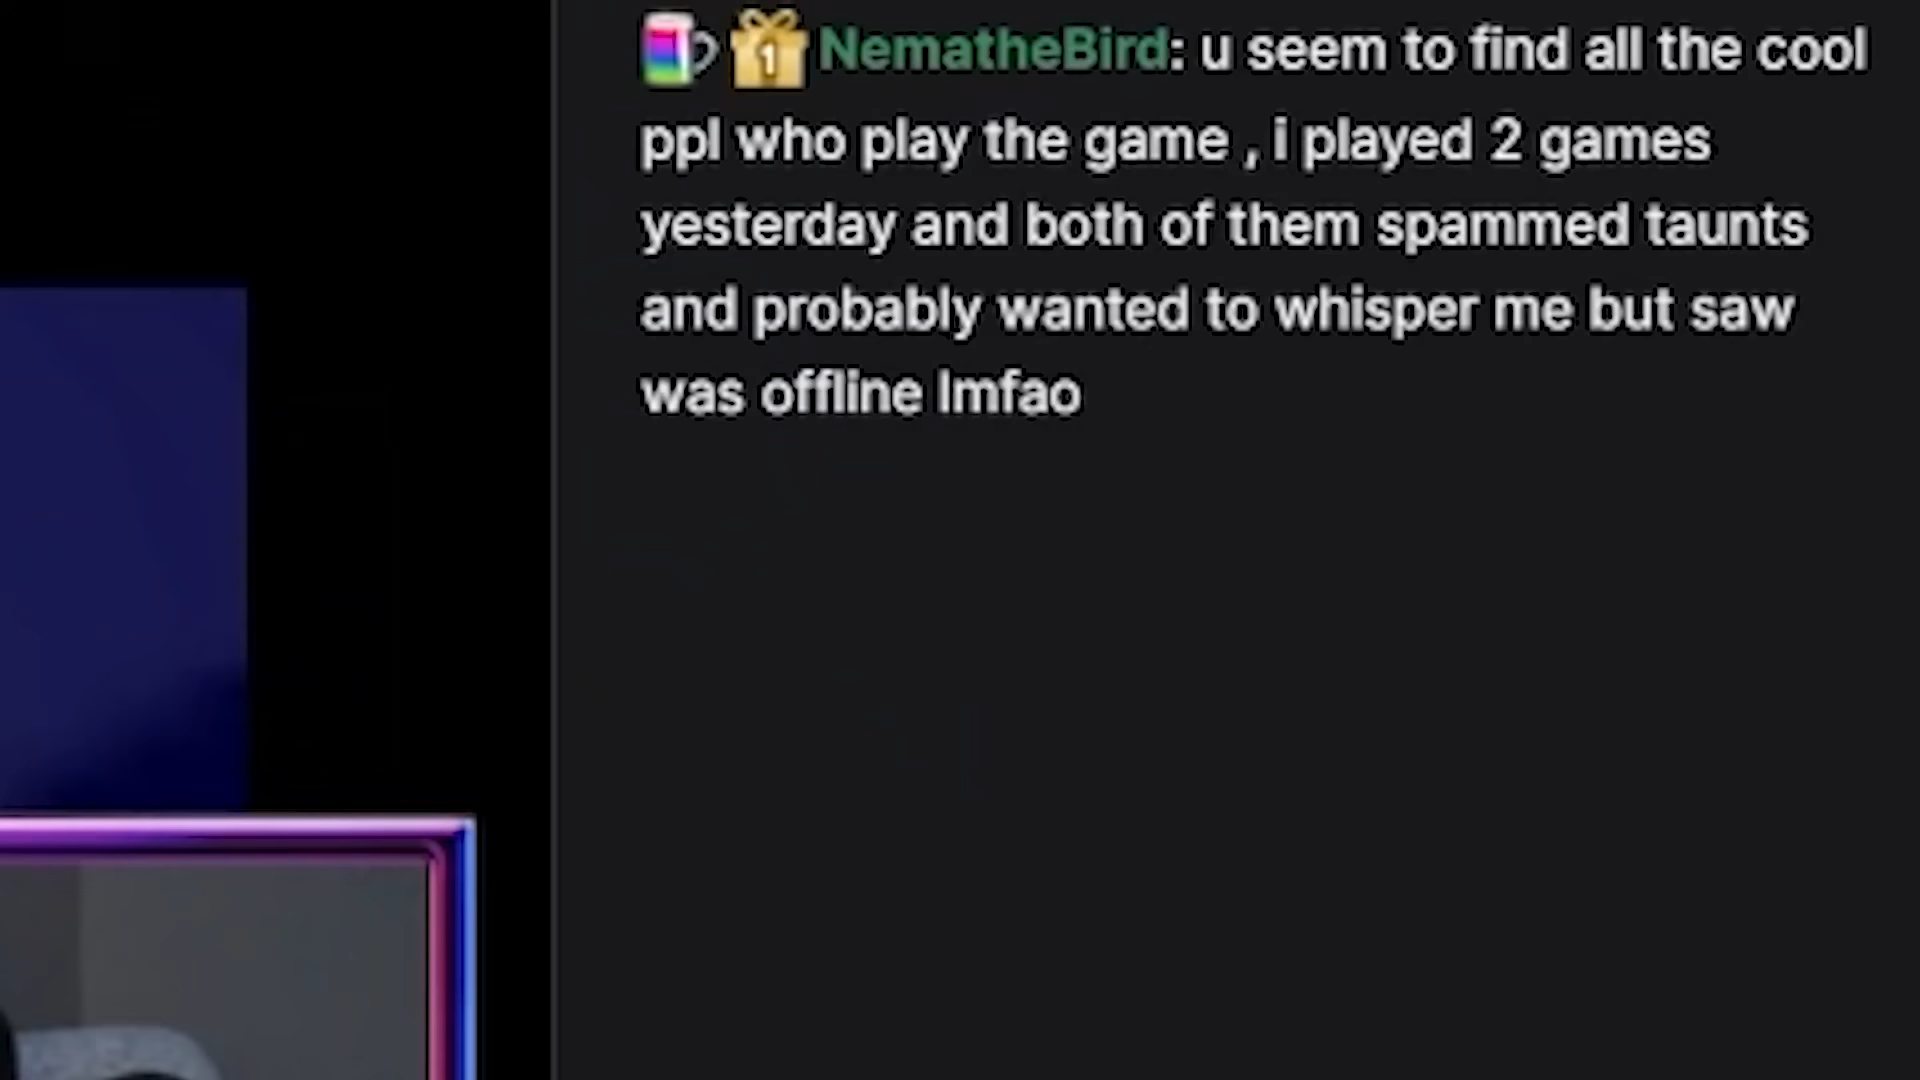 1 NematheBird: u seem to find all the cool
ppl who play the game , i played 2 games
yesterday and both of them spammed taunts
and probably wanted to whisper me but saw
was offline lmfao